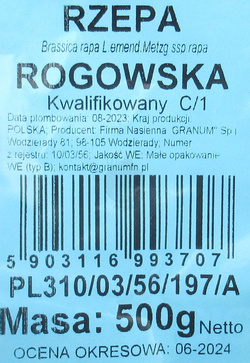 RZEPA
Brassica rapa L.emend.Metzg ssp rapa
ROGOWSKA
Kwalifikowany C/1
Data plombowania: 08-2023; Kraj produkcji:
POLSKA; Producent: Firma Nasienna "GRANUM" Sp.j
Wodzierady 81; 98-105 Wodzierady; Numer
z rejestru: 10/03/56; Jakość WE; Małe opakowanie
WE (typ B); kontakt@granumfn.pl
5 903116 993707
PL310/03/56/197/A
Masa: 500g Netto
OCENA OKRESOWA: 06-2024